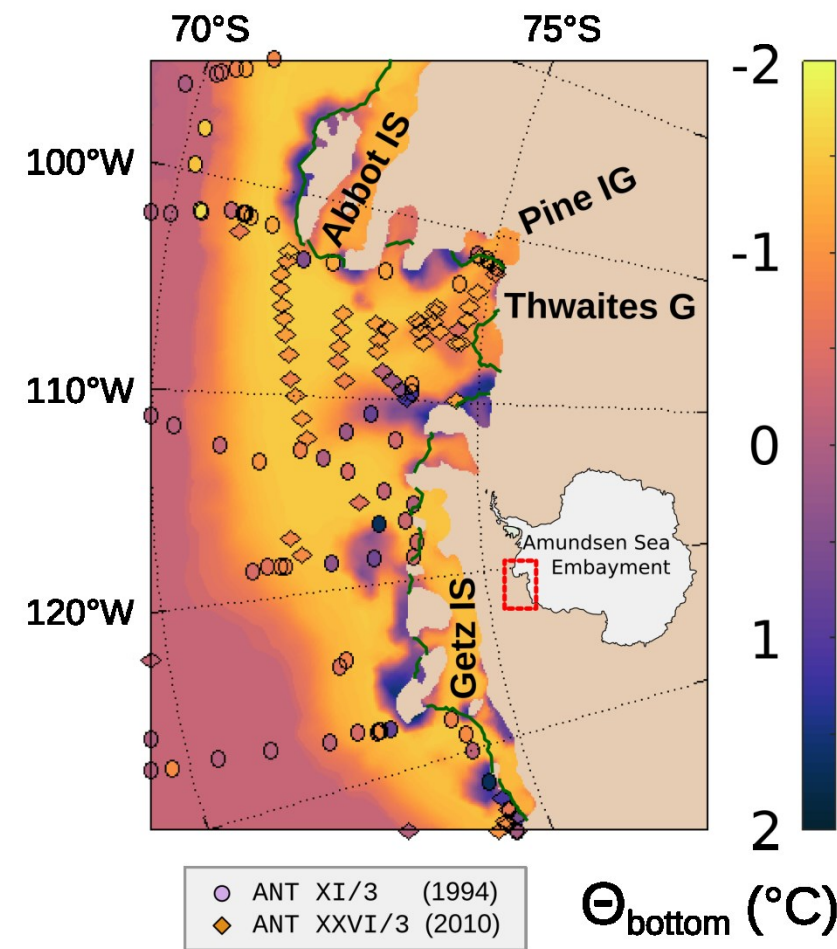 70°S 75°S
-2
100°W
Abbot IS
Pine IG
-1
Thwaites G
110°W
0
Amundsen Sea
Embayment
Getz IS
120°W
1
2
ANT XI/3 (1994)
ANT XXVI/3 (2010)
Θbottom (°C)